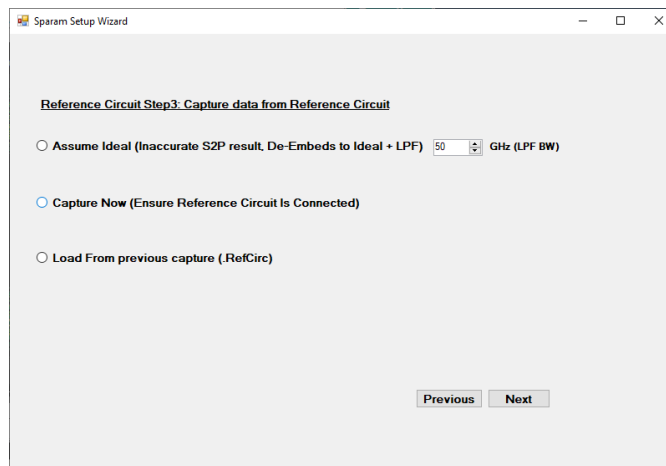 Sparam Setup Wizard
Reference Circuit Step3: Capture data from Reference Circuit
Assume Ideal (Inaccurate S2P result, De-Embeds to Ideal + LPF) 50 GHz (LPF BW)
Capture Now (Ensure Reference Circuit Is Connected)
Load From previous capture (.RefCirc)
Previous Next